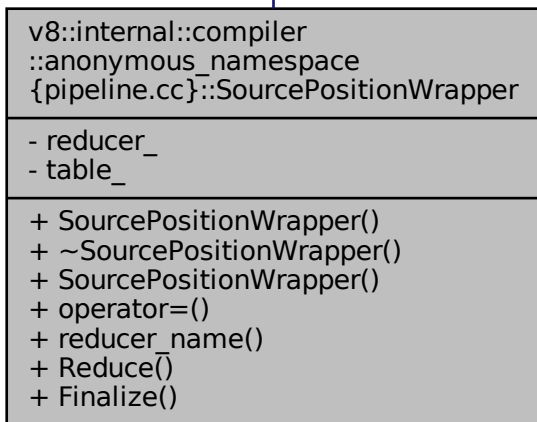 v8::internal::compiler
::anonymous_namespace
{pipeline.cc}::SourcePositionWrapper
- reducer_
- table_
+ SourcePositionWrapper()
+ ~SourcePositionWrapper()
+ SourcePositionWrapper()
+ operator=()
+ reducer_name()
+ Reduce()
+ Finalize()